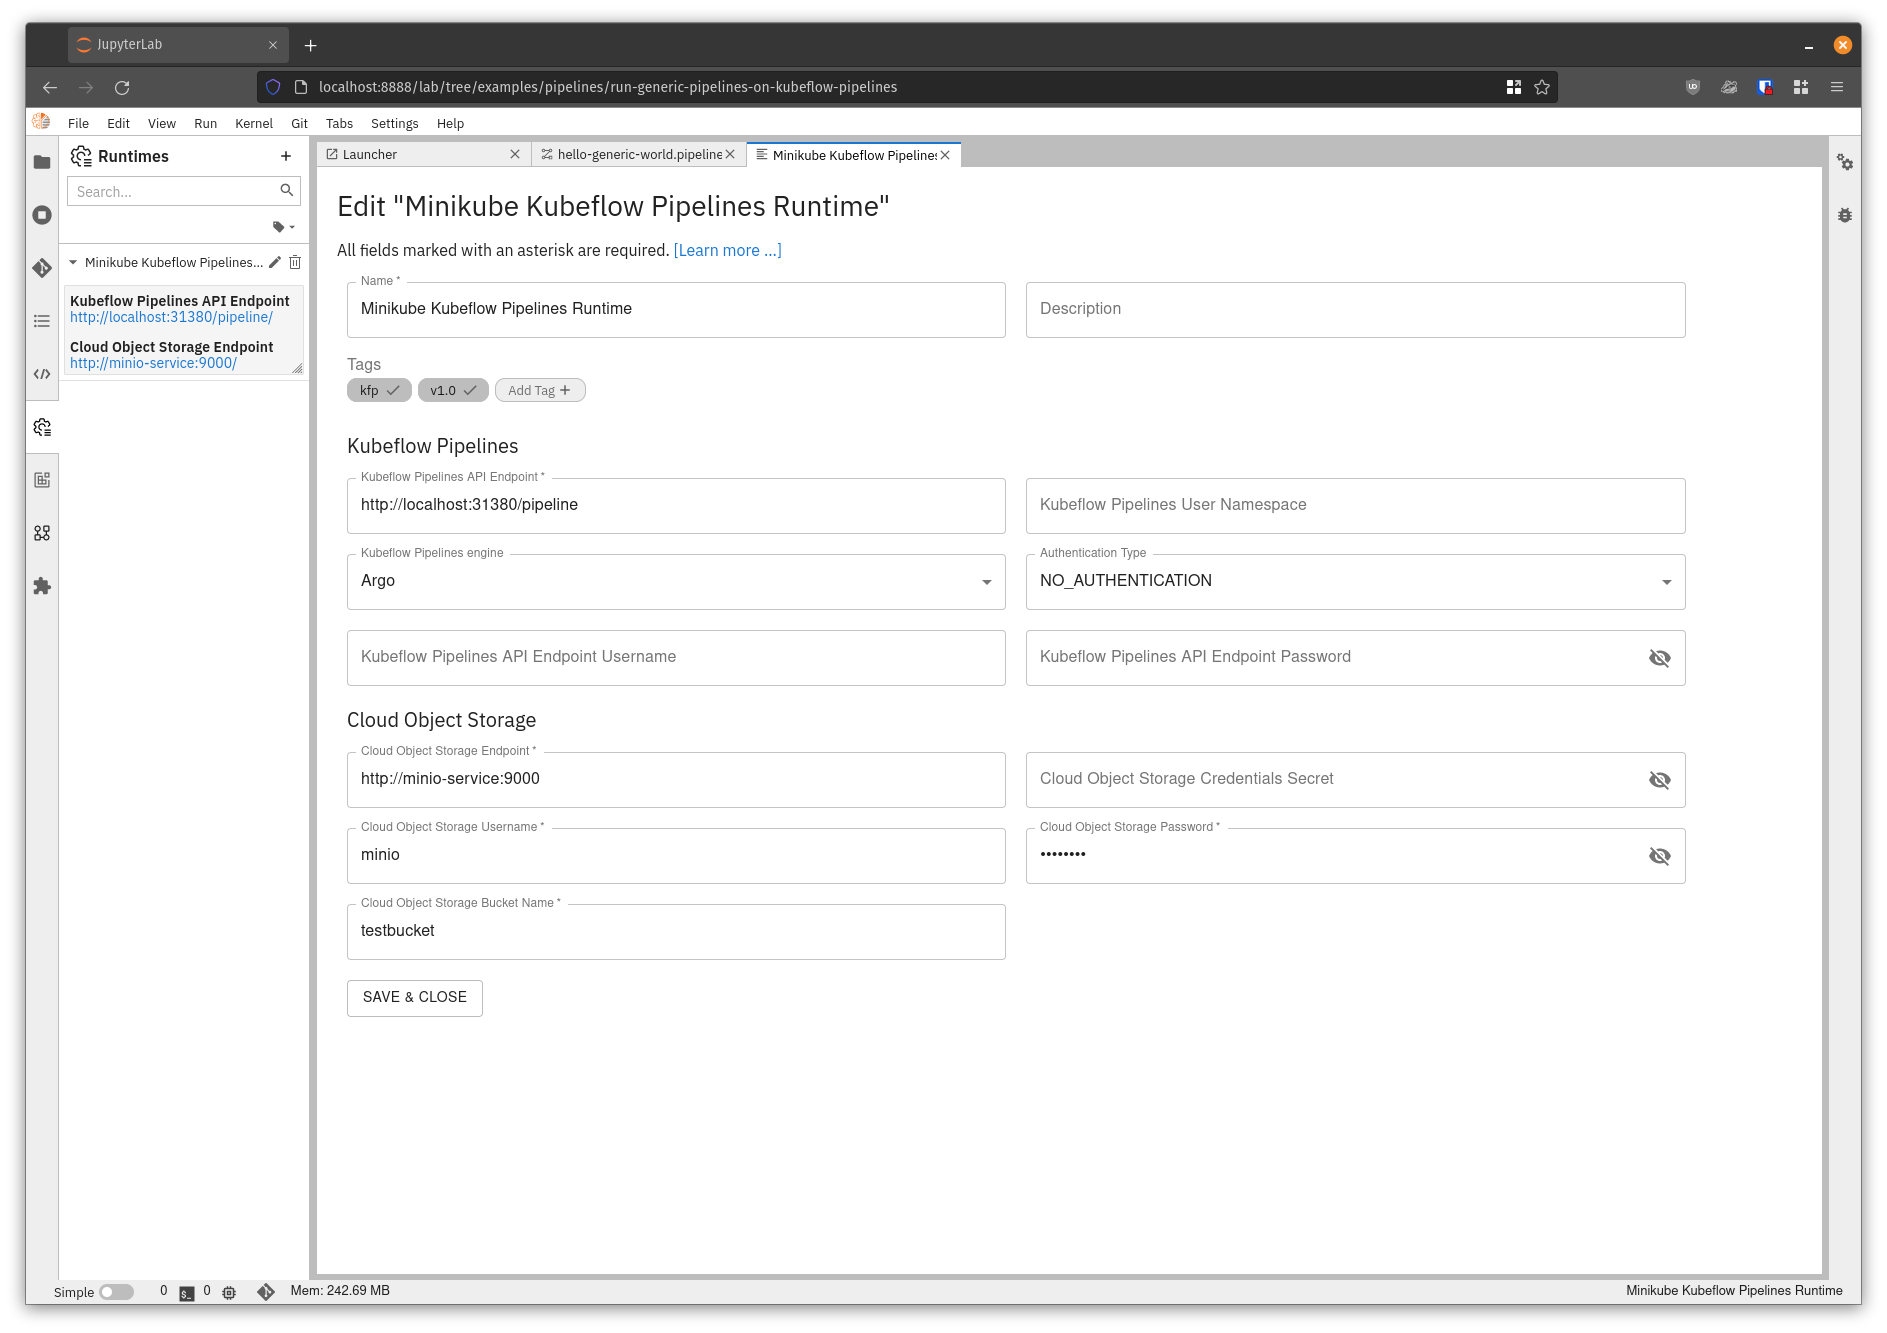 JupyterLab
localhost:8888/lab/tree/examples/pipelines/run-generic-pipelines-on-kubeflow-pipelines
File Edit View Run Kernel Git Tabs Settings Help
Runtimes
Search...
Minikube Kubeflow Pipelines...
Kubeflow Pipelines API Endpoint
http://localhost:31380/pipeline/
Cloud Object Storage Endpoint
http://minio-service:9000/
Launcher
hello-generic-world.pipeline
Minikube Kubeflow Pipelines
Edit "Minikube Kubeflow Pipelines Runtime"
All fields marked with an asterisk are required. [Learn more ...]
Name *
Minikube Kubeflow Pipelines Runtime
Description
Tags
kfp
v1.0
Add Tag +
Kubeflow Pipelines
Kubeflow Pipelines API Endpoint *
http://localhost:31380/pipeline
Kubeflow Pipelines User Namespace
Kubeflow Pipelines engine
Argo
Authentication Type
NO_AUTHENTICATION
Kubeflow Pipelines API Endpoint Username
Kubeflow Pipelines API Endpoint Password
Cloud Object Storage
Cloud Object Storage Endpoint *
http://minio-service:9000
Cloud Object Storage Credentials Secret
Cloud Object Storage Username *
minio
Cloud Object Storage Password *
••••••••
Cloud Object Storage Bucket Name *
testbucket
SAVE & CLOSE
Simple 0 $_ 0 Mem: 242.69 MB
Minikube Kubeflow Pipelines Runtime